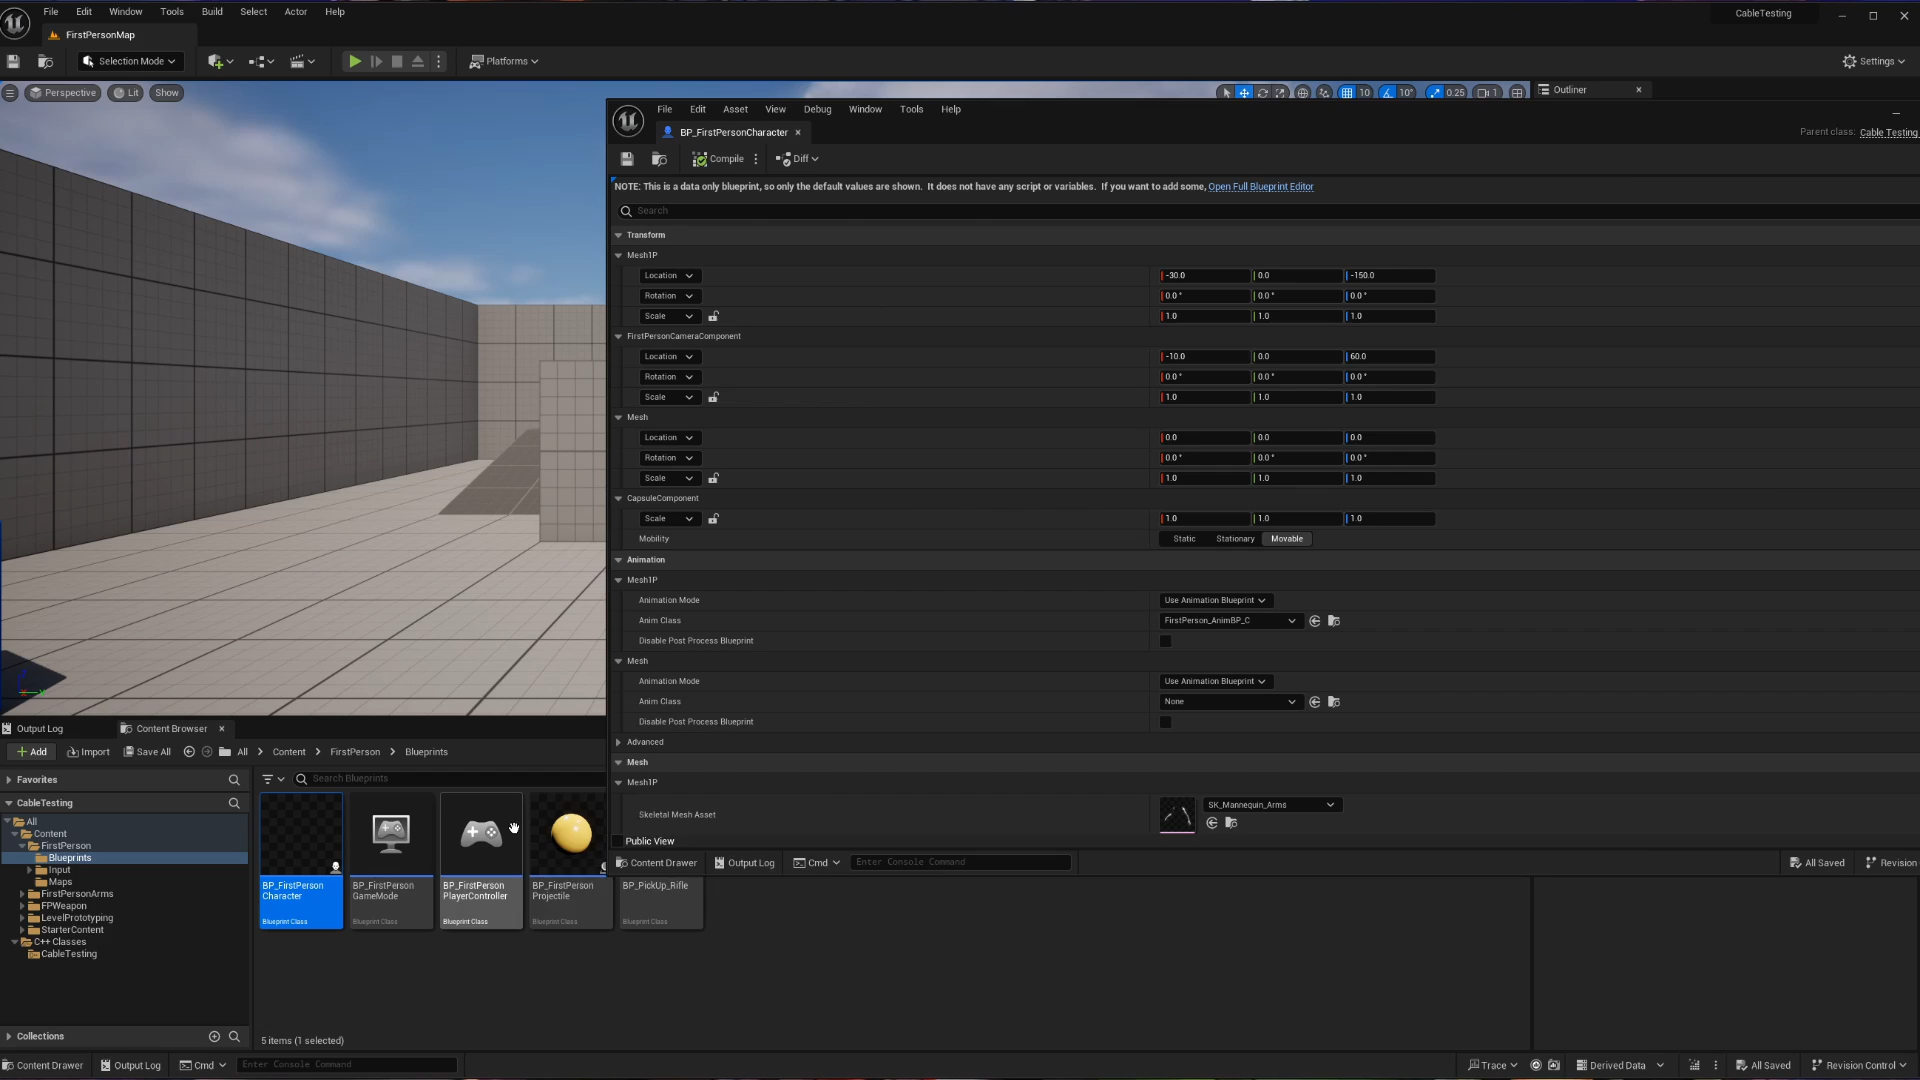 File Edit Window Tools Build Select Actor Help
CableTesting
FirstPersonMap
Selection Mode
Platforms
Settings
Perspective Lit Show
10 10° 0.25 1
Outliner
File Edit Asset View Debug Window Tools Help
BP_FirstPersonCharacter
Parent class: Cable Testing
Compile
Diff
NOTE: This is a data only blueprint, so only the default values are shown. It does not have any script or variables. If you want to add some, Open Full Blueprint Editor
Search
Transform
Mesh1P
Location -30.0 0.0 -150.0
Rotation 0.0° 0.0° 0.0°
Scale 1.0 1.0 1.0
FirstPersonCameraComponent
Location -10.0 0.0 60.0
Rotation 0.0° 0.0° 0.0°
Scale 1.0 1.0 1.0
Mesh
Location 0.0 0.0 0.0
Rotation 0.0° 0.0° 0.0°
Scale 1.0 1.0 1.0
CapsuleComponent
Scale 1.0 1.0 1.0
Mobility Static Stationary Movable
Animation
Mesh1P
Animation Mode Use Animation Blueprint
Anim Class FirstPerson_AnimBP_C
Disable Post Process Blueprint
Mesh
Animation Mode Use Animation Blueprint
Anim Class None
Disable Post Process Blueprint
Advanced
Mesh
Mesh1P
Skeletal Mesh Asset SK_Mannequin_Arms
Public View
Content Drawer Output Log Cmd Enter Console Command All Saved Revision
Output Log Content Browser
Add Import Save All All Content FirstPerson Blueprints
Favorites
Search Blueprints
CableTesting
All
Content
FirstPerson
Blueprints
Input
Maps
FirstPersonArms
FPWeapon
LevelPrototyping
StarterContent
C++ Classes
CableTesting
Collections
BP_FirstPerson
Character
Blueprint Class
BP_FirstPerson
GameMode
Blueprint Class
BP_FirstPerson
PlayerController
Blueprint Class
BP_FirstPerson
Projectile
Blueprint Class
BP_PickUp_Rifle
Blueprint Class
5 items (1 selected)
Content Drawer Output Log Cmd Enter Console Command Trace Derived Data All Saved Revision Control